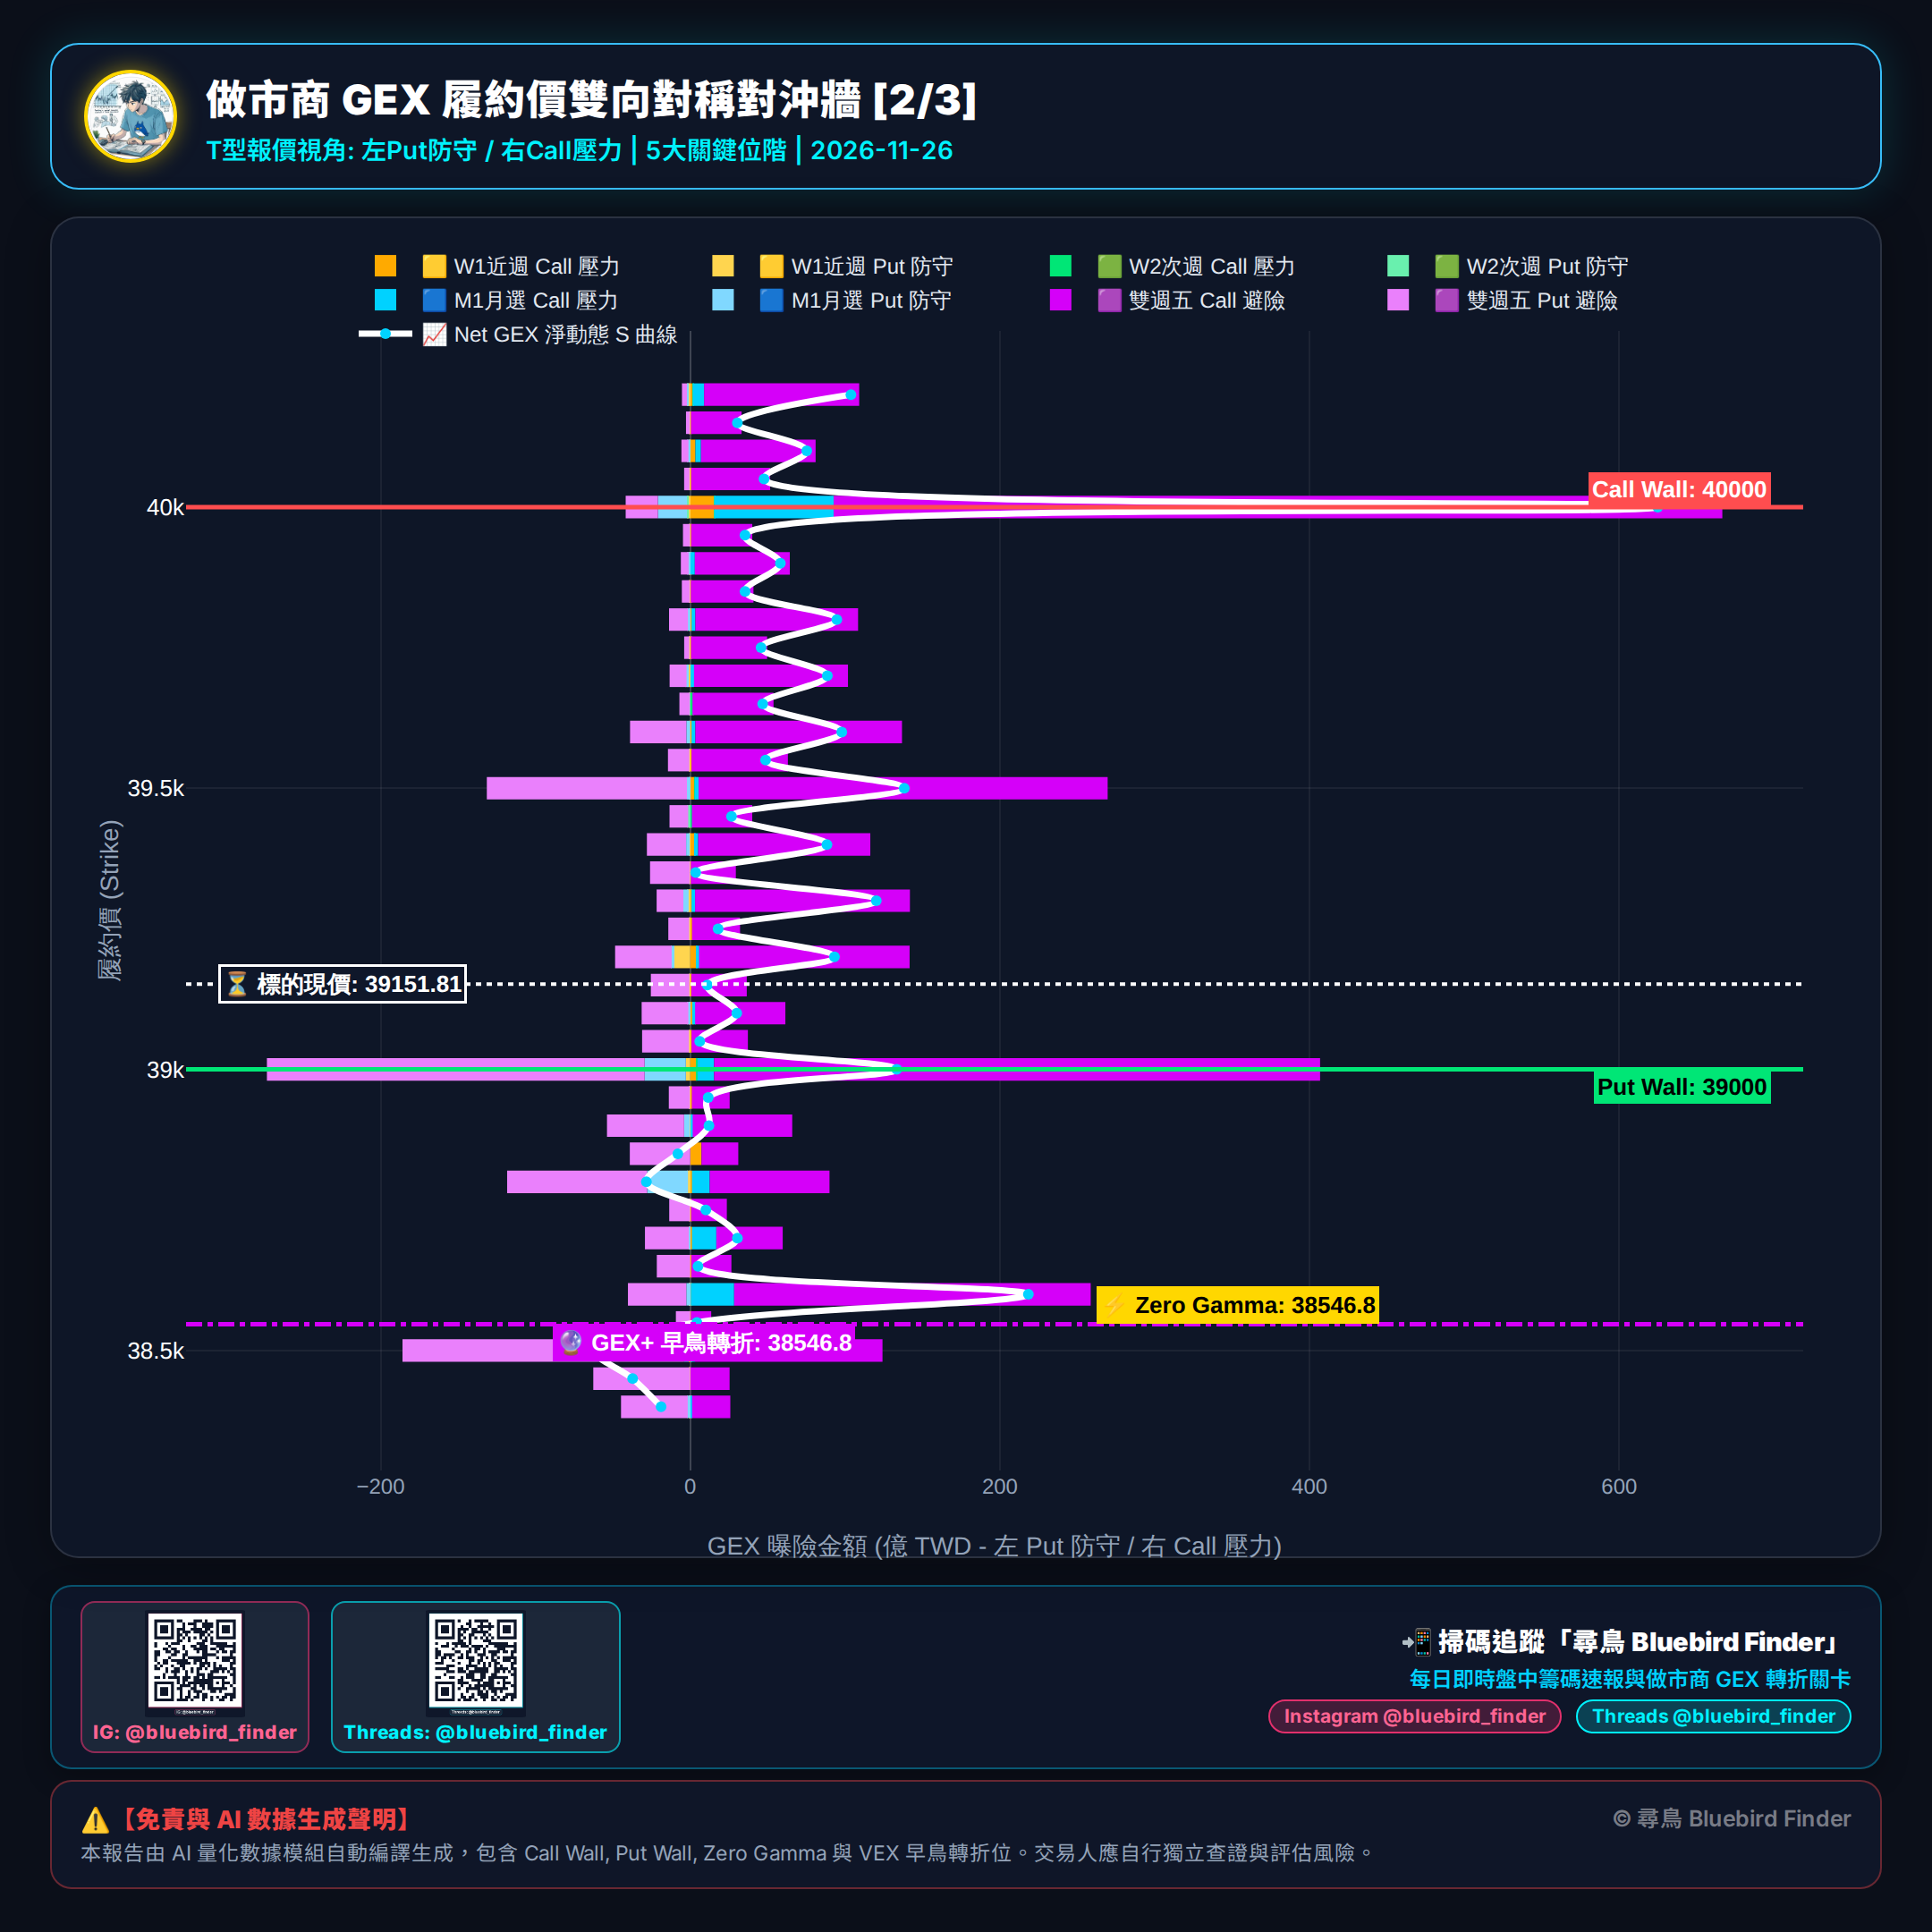 做市商 GEX 履約價雙向對稱對沖牆 [2/3]
T型報價視角: 左Put防守 / 右Call壓力 | 5大關鍵位階 | 2026-11-26
🟨 W1近週 Call 壓力
🟨 W1近週 Put 防守
🟩 W2次週 Call 壓力
🟩 W2次週 Put 防守
🟦 M1月選 Call 壓力
🟦 M1月選 Put 防守
🟪 雙週五 Call 避險
🟪 雙週五 Put 避險
📈 Net GEX 淨動態 S 曲線
40k
Call Wall: 40000
39.5k
履約價 (Strike)
⏳ 標的現價: 39151.81
39k
Put Wall: 39000
⚡ Zero Gamma: 38546.8
🔮 GEX+ 早鳥轉折: 38546.8
38.5k
−200
0
200
400
600
GEX 曝險金額 (億 TWD - 左 Put 防守 / 右 Call 壓力)
IG: @bluebird_finder
Threads: @bluebird_finder
IG: @bluebird_finder
Threads: @bluebird_finder
📲 掃碼追蹤「尋鳥 Bluebird Finder」
每日即時盤中籌碼速報與做市商 GEX 轉折關卡
Instagram @bluebird_finder
Threads @bluebird_finder
⚠️【免責與 AI 數據生成聲明】
© 尋鳥 Bluebird Finder
本報告由 AI 量化數據模組自動編譯生成，包含 Call Wall, Put Wall, Zero Gamma 與 VEX 早鳥轉折位。交易人應自行獨立查證與評估風險。